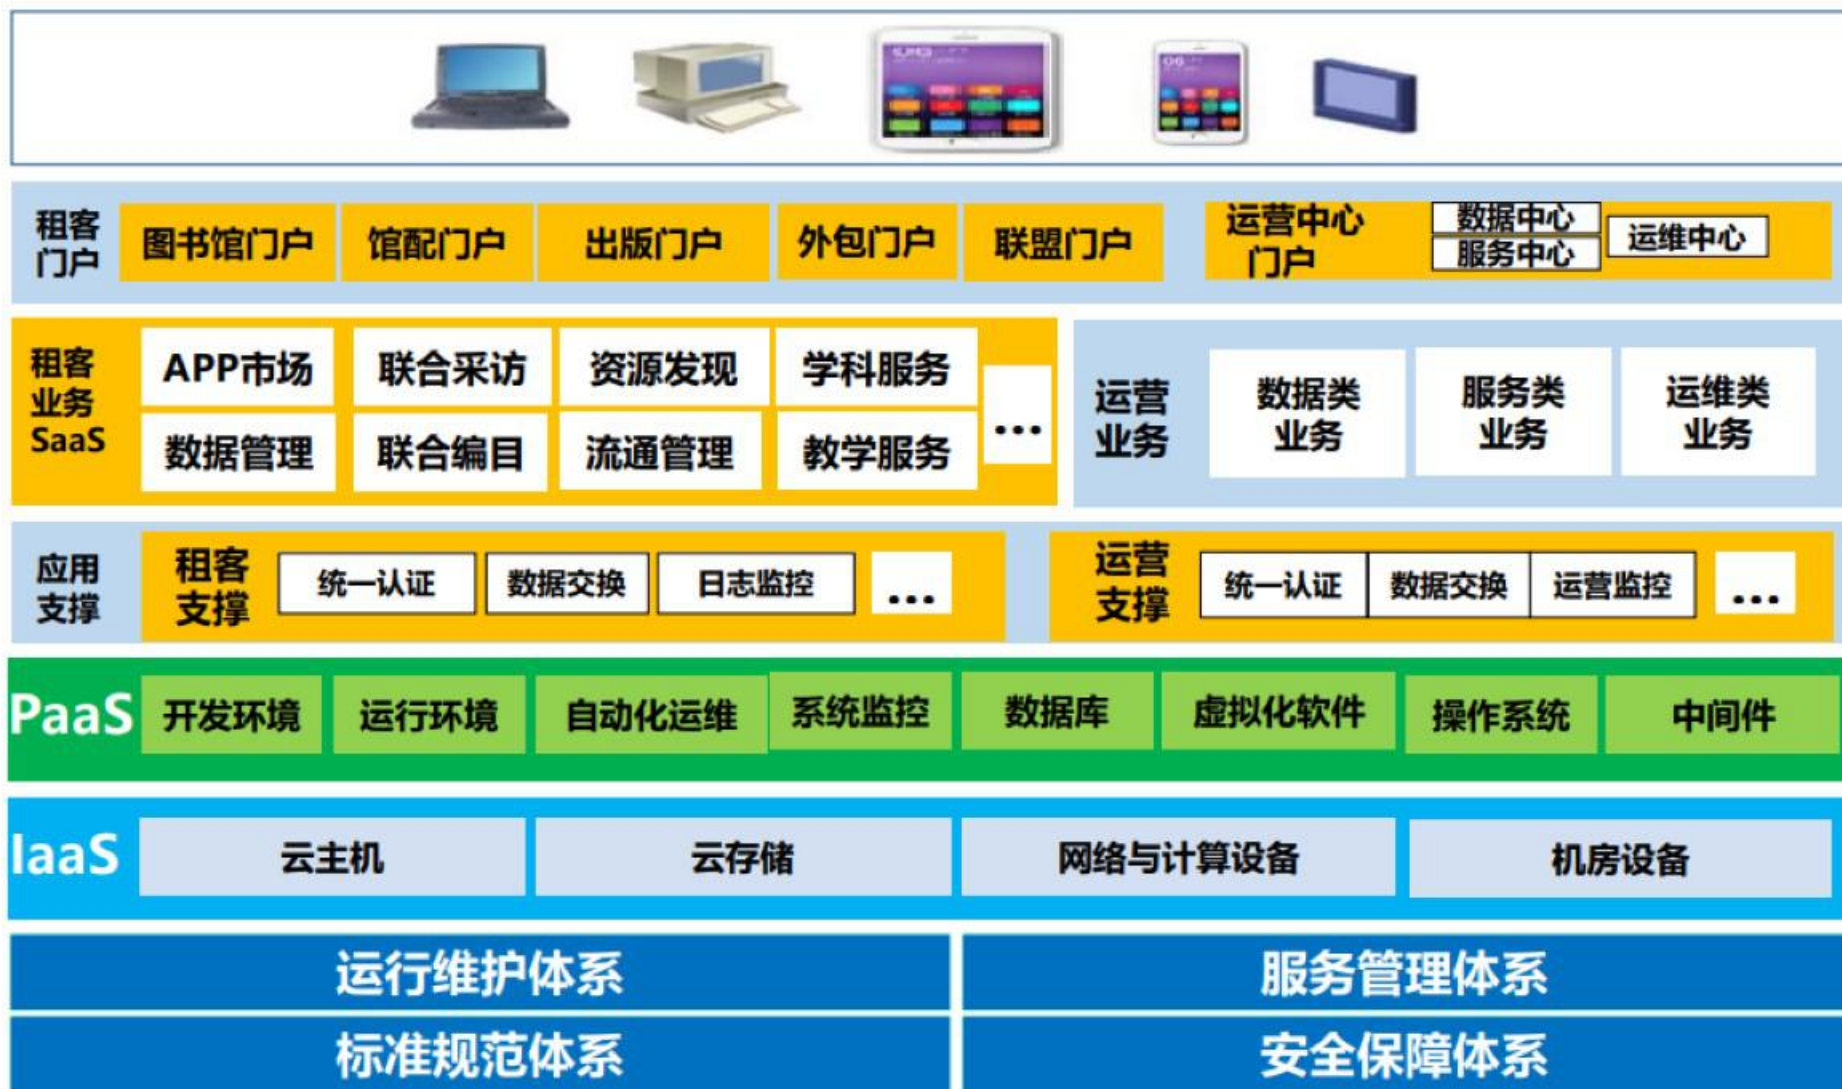 租客
门户
图书馆门户
馆配门户
出版门户
外包门户
联盟门户
运营中心
门户
数据中心
服务中心
运维中心
租客
业务
SaaS
APP市场
联合采访
资源发现
学科服务
数据管理
联合编目
流通管理
教学服务
...
运营
业务
数据类
业务
服务类
业务
运维类
业务
应用
支撑
租客
支撑
统一认证
数据交换
日志监控
...
运营
支撑
统一认证
数据交换
运营监控
...
PaaS
开发环境
运行环境
自动化运维
系统监控
数据库
虚拟化软件
操作系统
中间件
IaaS
云主机
云存储
网络与计算设备
机房设备
运行维护体系
服务管理体系
标准规范体系
安全保障体系